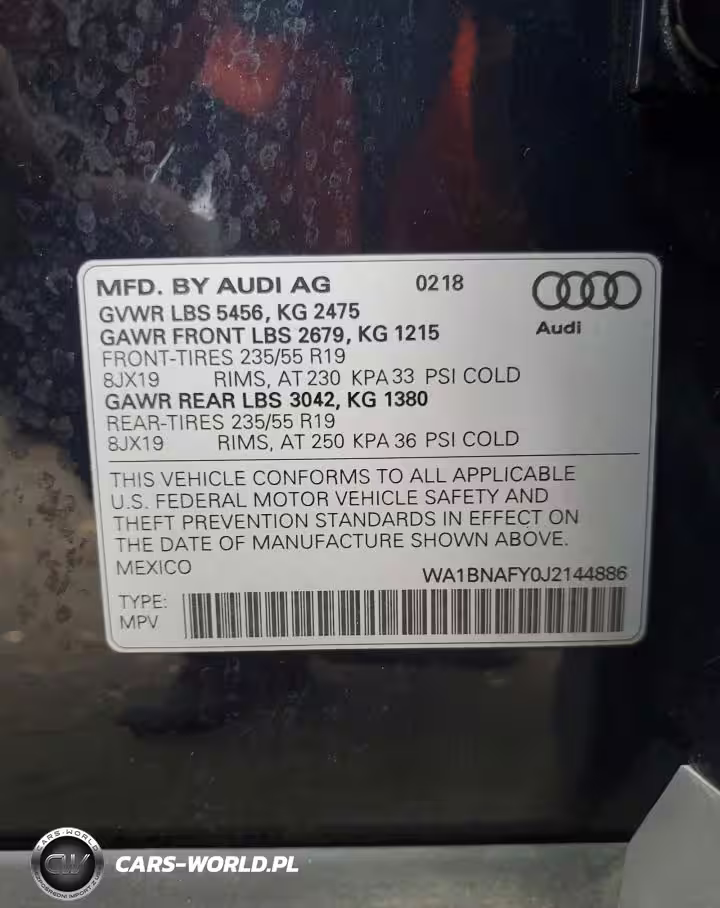 MFD. BY AUDI AG 0218
GVWR LBS 5456, KG 2475
GAWR FRONT LBS 2679, KG 1215
Audi
FRONT-TIRES 235/55 R19
8JX19 RIMS, AT 230 KPA 33 PSI COLD
GAWR REAR LBS 3042, KG 1380
REAR-TIRES 235/55 R19
8JX19 RIMS, AT 250 KPA 36 PSI COLD
THIS VEHICLE CONFORMS TO ALL APPLICABLE
U.S. FEDERAL MOTOR VEHICLE SAFETY AND
THEFT PREVENTION STANDARDS IN EFFECT ON
THE DATE OF MANUFACTURE SHOWN ABOVE.
MEXICO
WA1BNAFY0J2144886
TYPE:
MPV
CARS-WORLD
CW
CARS-WORLD.PL